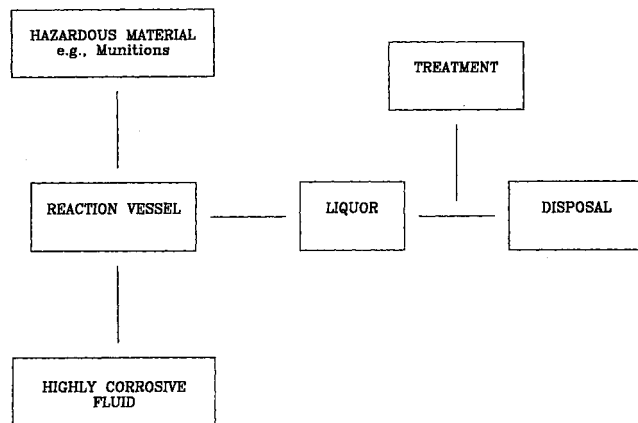 HAZARDOUS MATERIAL
e.g., Munitions
TREATMENT
REACTION VESSEL
LIQUOR
DISPOSAL
HIGHLY CORROSIVE
FLUID